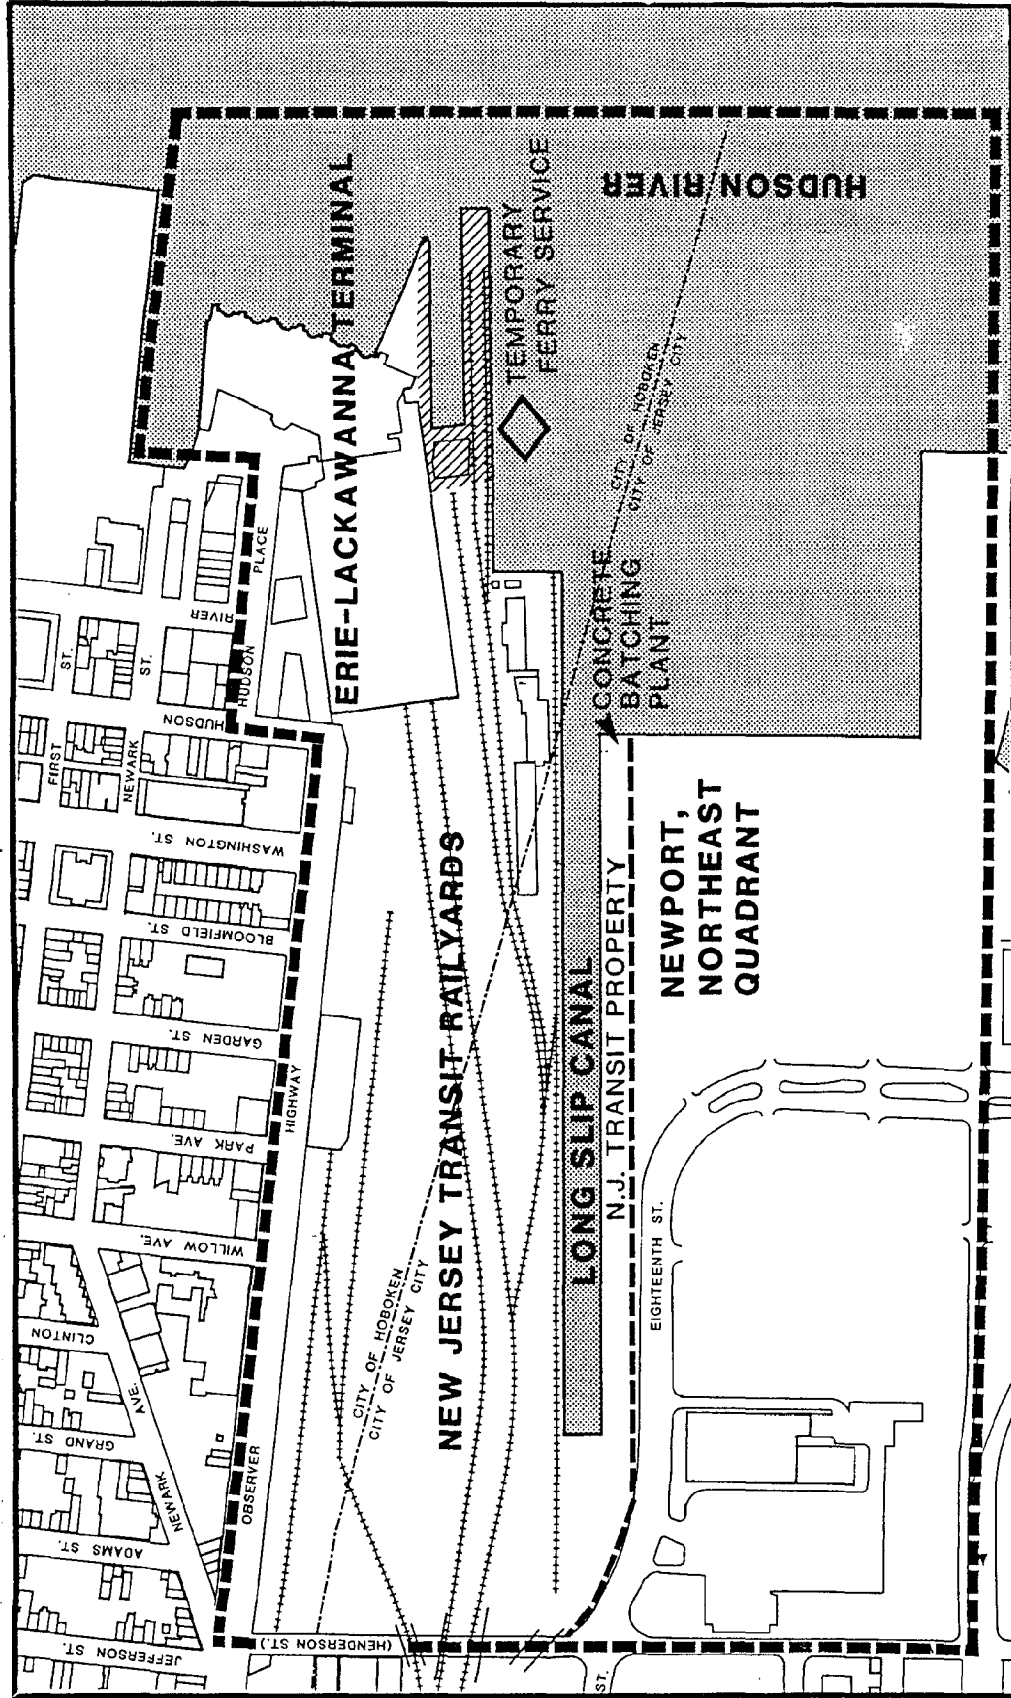 HUDSON RIVER
ERIE-LACKAWANNA TERMINAL
TEMPORARY
FERRY SERVICE
CITY OF HOBOKEN
CITY OF JERSEY CITY
CONCRETE
BATCHING
PLANT
PLACE
HUDSON
RIVER
ST.
ST.
HUDSON
FIRST
NEWARK
WASHINGTON ST.
BLOOMFIELD ST.
GARDEN ST.
PARK AVE.
WILLOW AVE.
CLINTON
GRAND ST.
ADAMS ST.
JEFFERSON ST.
NEWARK
AVE.
OBSERVER
HIGHWAY
NEW JERSEY TRANSIT RAILYARDS
CITY OF HOBOKEN
CITY OF JERSEY CITY
LONG SLIP CANAL
N.J. TRANSIT PROPERTY
NEWPORT,
NORTHEAST
QUADRANT
EIGHTEENTH ST.
(HENDERSON ST.)
ST.